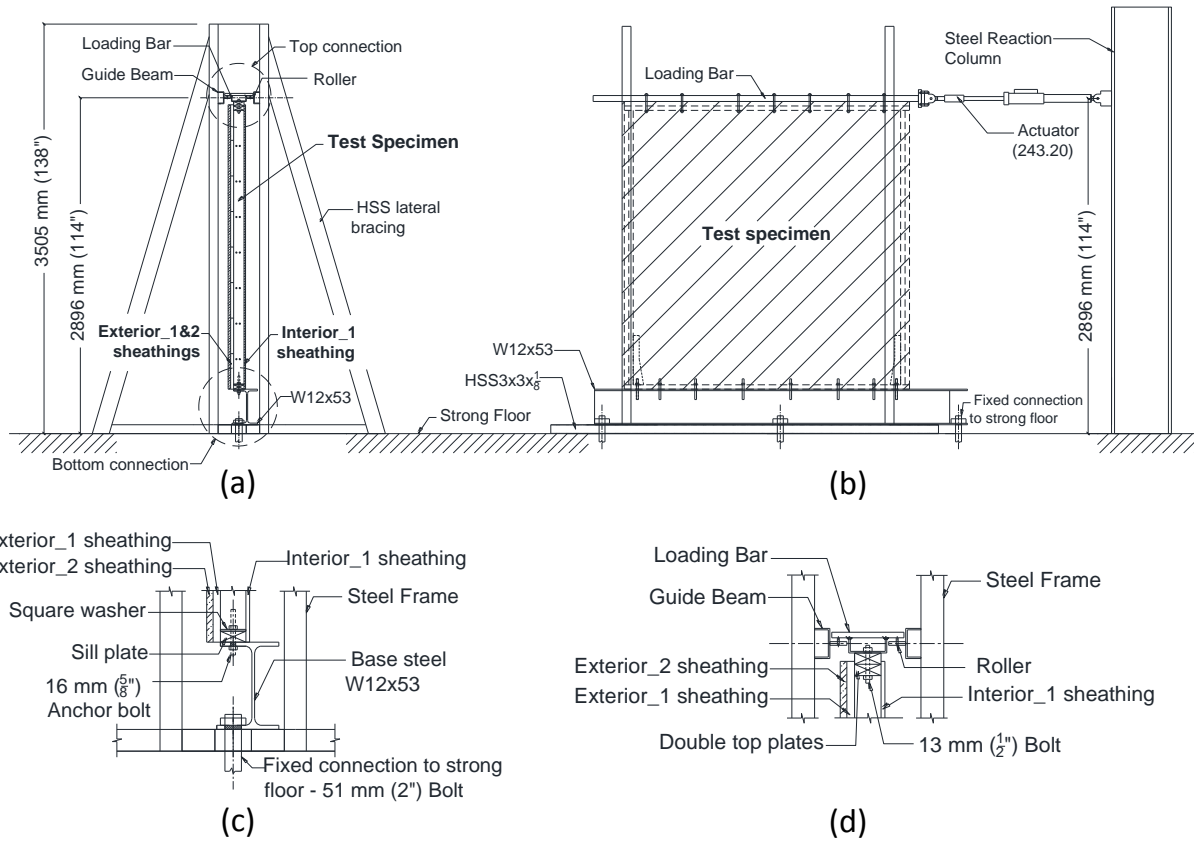 Loading Bar
Top connection
Guide Beam
Roller
Test Specimen
3505 mm (138")
2896 mm (114")
HSS lateral
bracing
Exterior_1&2
sheathings
Interior_1
sheathing
W12x53
Strong Floor
Bottom connection
(a)
Steel Reaction
Column
Loading Bar
Actuator
(243.20)
Test specimen
2896 mm (114")
W12x53
HSS3x3x1/8
Fixed connection
to strong floor
(b)
xterior_1 sheathing
xterior_2 sheathing
Interior_1 sheathing
Square washer
Steel Frame
Sill plate
Base steel
W12x53
16 mm (5/8")
Anchor bolt
Fixed connection to strong
floor - 51 mm (2") Bolt
(c)
Loading Bar
Steel Frame
Guide Beam
Exterior_2 sheathing
Roller
Exterior_1 sheathing
Interior_1 sheathing
Double top plates
13 mm (1/2") Bolt
(d)